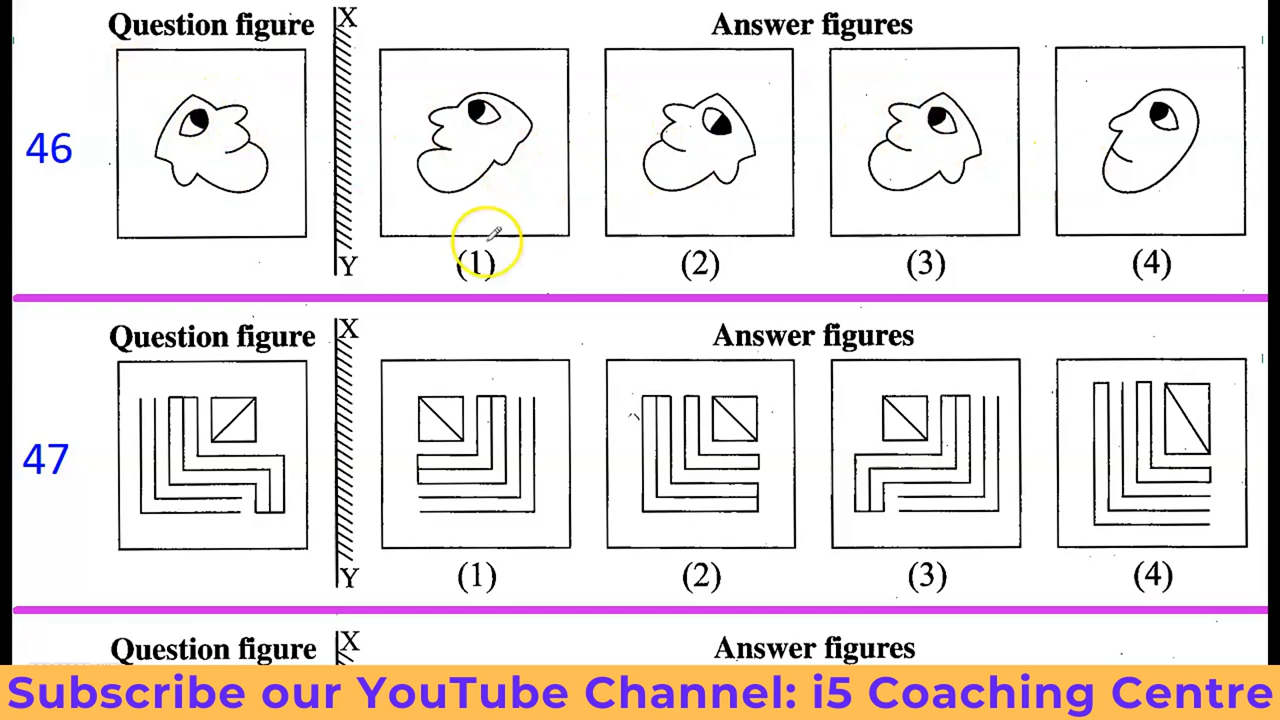 Question figure X Answer figures
46
Y (1) (2) (3) (4)
Question figure X Answer figures
47
Y (1) (2) (3) (4)
Question figure X Answer figures
Subscribe our YouTube Channel: i5 Coaching Centre